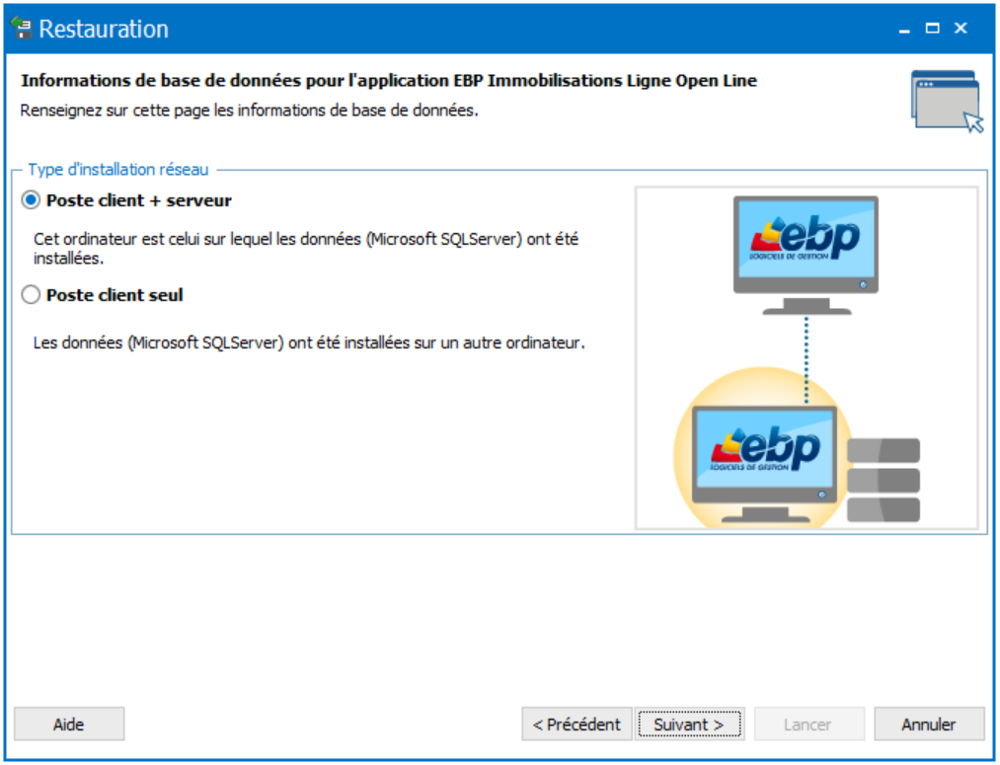 Restauration
Informations de base de données pour l'application EBP Immobilisations Ligne Open Line
Renseignez sur cette page les informations de base de données.
Type d'installation réseau
Poste client + serveur
Cet ordinateur est celui sur lequel les données (Microsoft SQLServer) ont été
installées.
Poste client seul
Les données (Microsoft SQLServer) ont été installées sur un autre ordinateur.
ebp
LOGICIELS DE GESTION
ebp
LOGICIELS DE GESTION
Aide
< Précédent
Suivant >
Lancer
Annuler